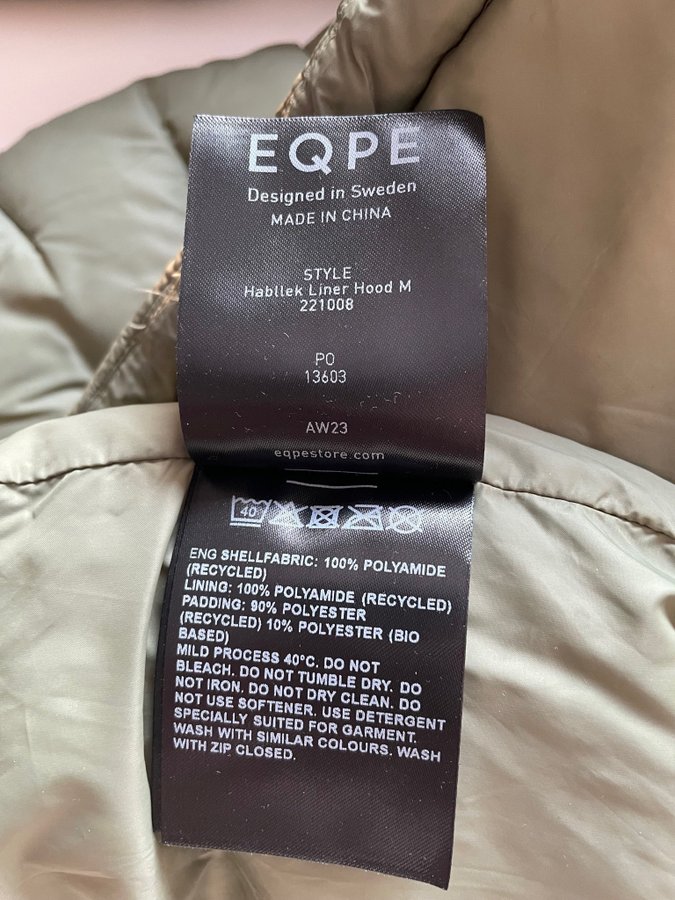 EQPE
Designed in Sweden
MADE IN CHINA
STYLE
Habllek Liner Hood M
221008
PO
13603
AW23
eqpestore.com
40
ENG SHELLFABRIC: 100% POLYAMIDE
(RECYCLED)
LINING: 100% POLYAMIDE (RECYCLED)
PADDING: 90% POLYESTER
(RECYCLED) 10% POLYESTER (BIO
BASED)
MILD PROCESS 40°C. DO NOT
BLEACH. DO NOT TUMBLE DRY. DO
NOT IRON. DO NOT DRY CLEAN. DO
NOT USE SOFTENER. USE DETERGENT
SPECIALLY SUITED FOR GARMENT.
WASH WITH SIMILAR COLOURS. WASH
WITH ZIP CLOSED.